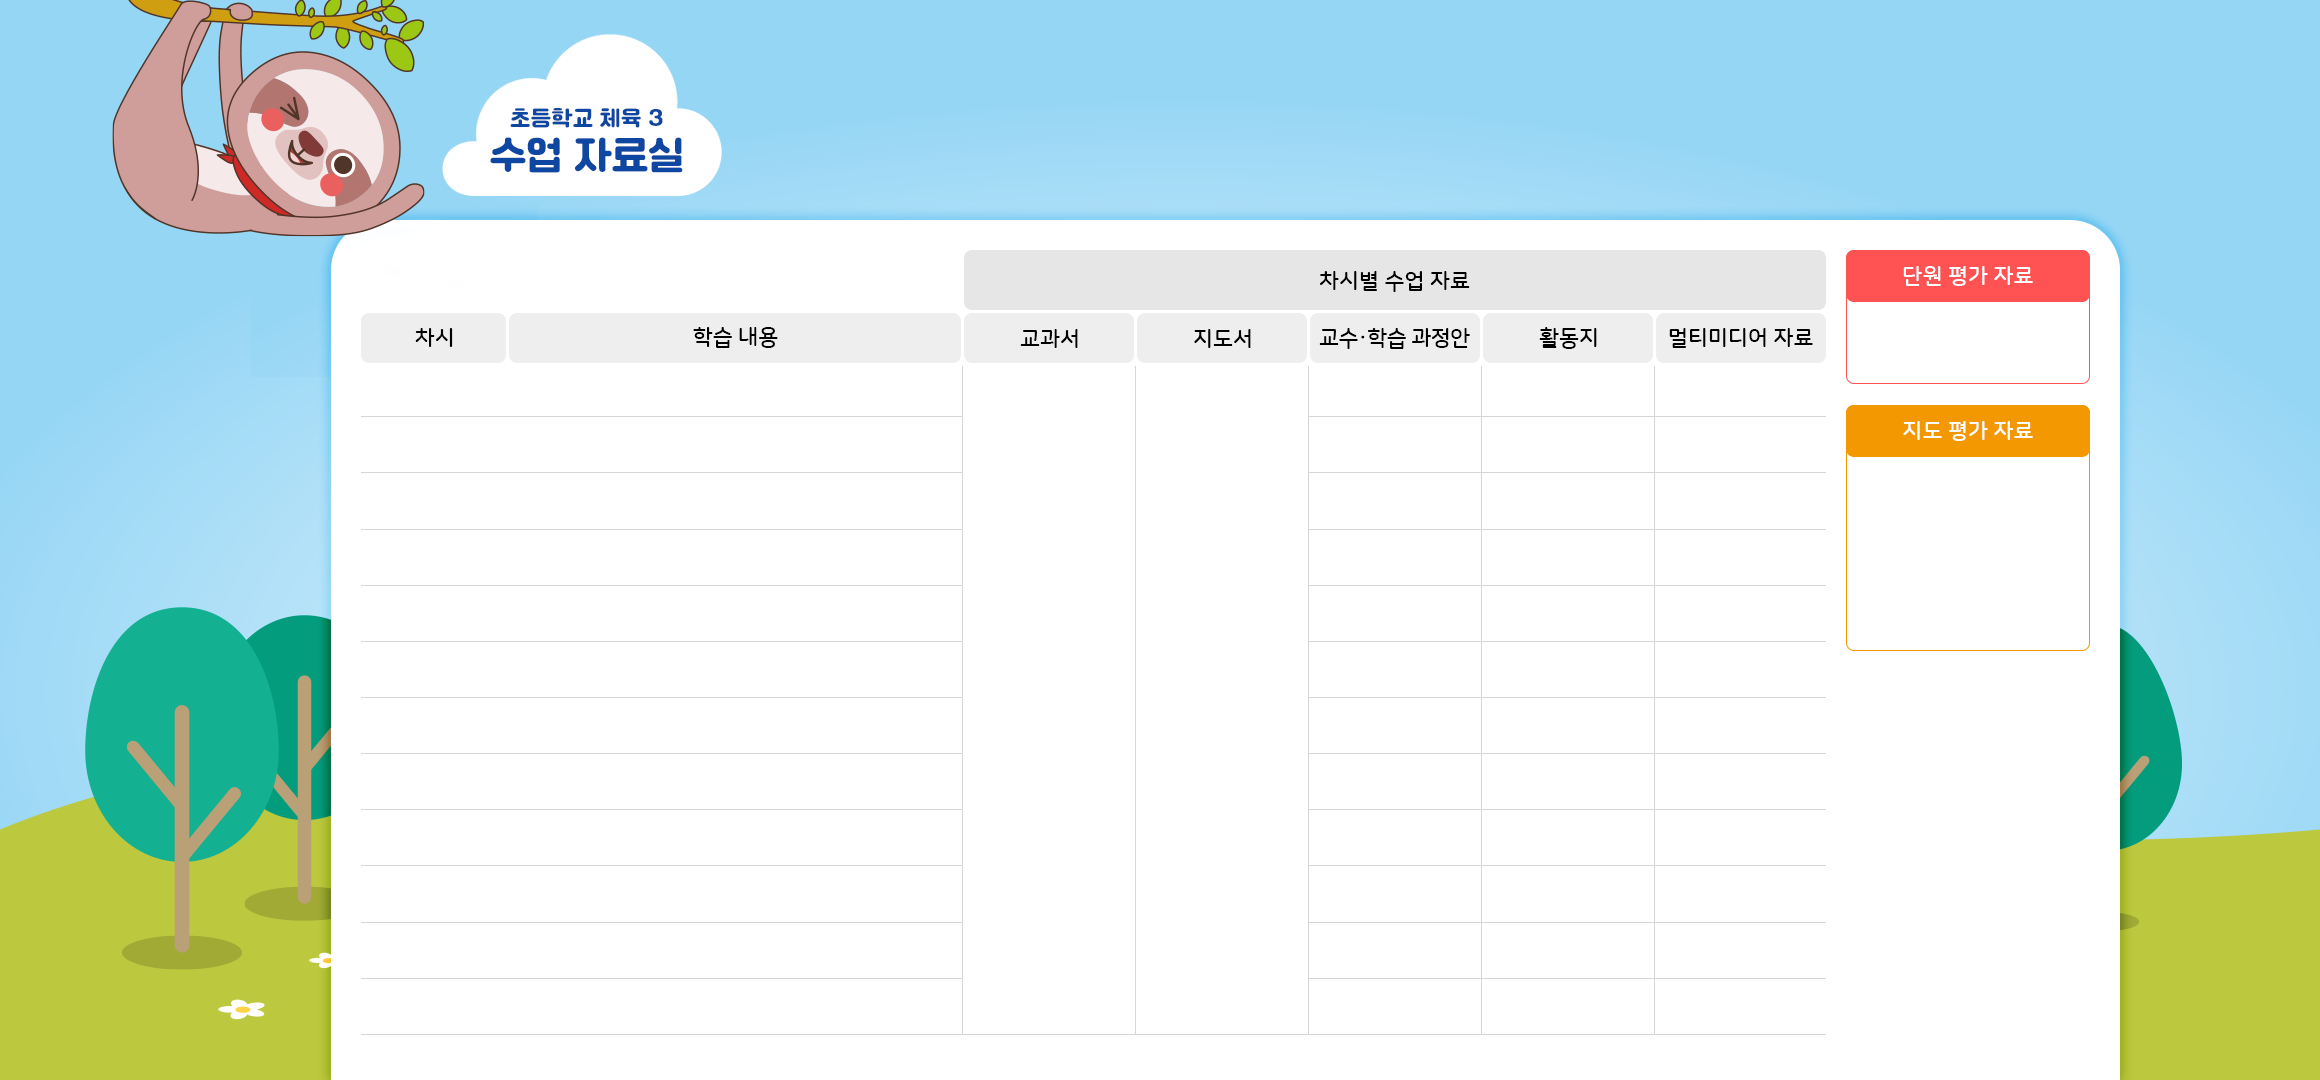 초등학교 체육 3
수업 자료실
차시별 수업 자료
단원 평가 자료
차시
학습 내용
교과서
지도서
교수·학습 과정안
활동지
멀티미디어 자료
지도 평가 자료